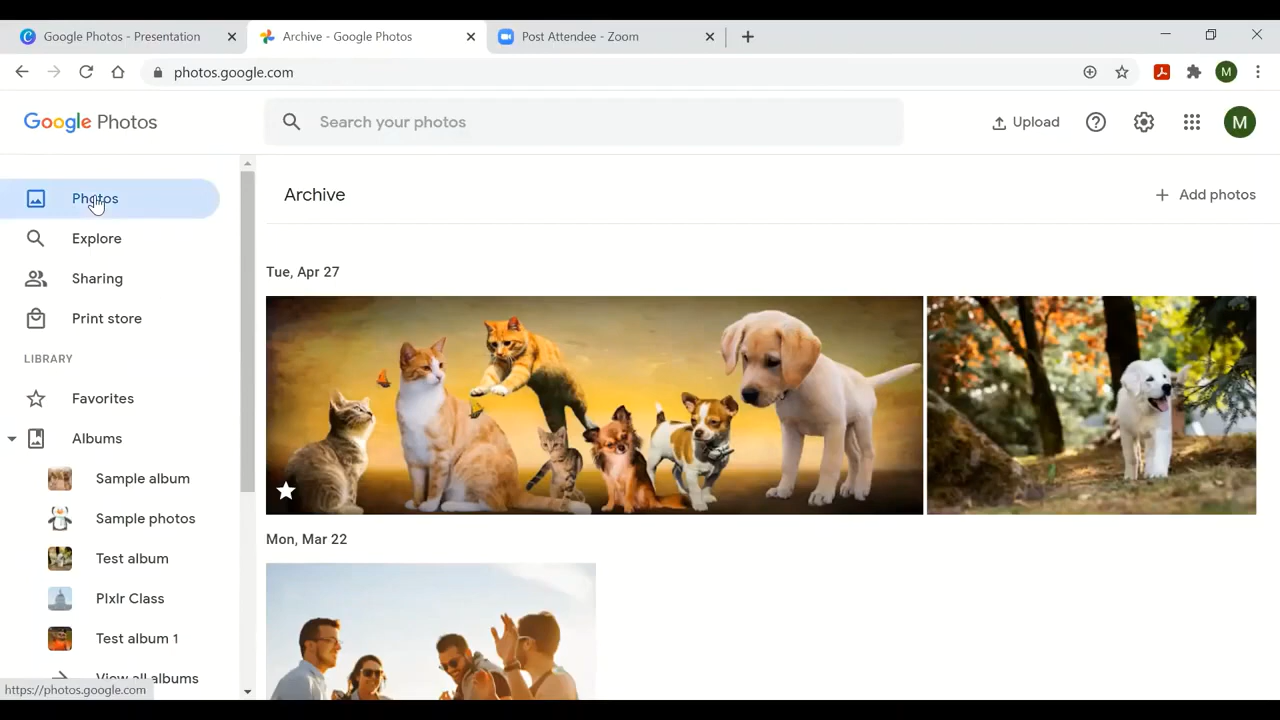 Google Photos - Presentation
Archive - Google Photos
Post Attendee - Zoom
photos.google.com
M
Google Photos
Search your photos
Upload
M
Photos
Explore
Sharing
Print store
LIBRARY
Favorites
Albums
Sample album
Sample photos
Test album
PIxlr Class
Test album 1
View all albums
https://photos.google.com
Archive
Add photos
Tue, Apr 27
Mon, Mar 22